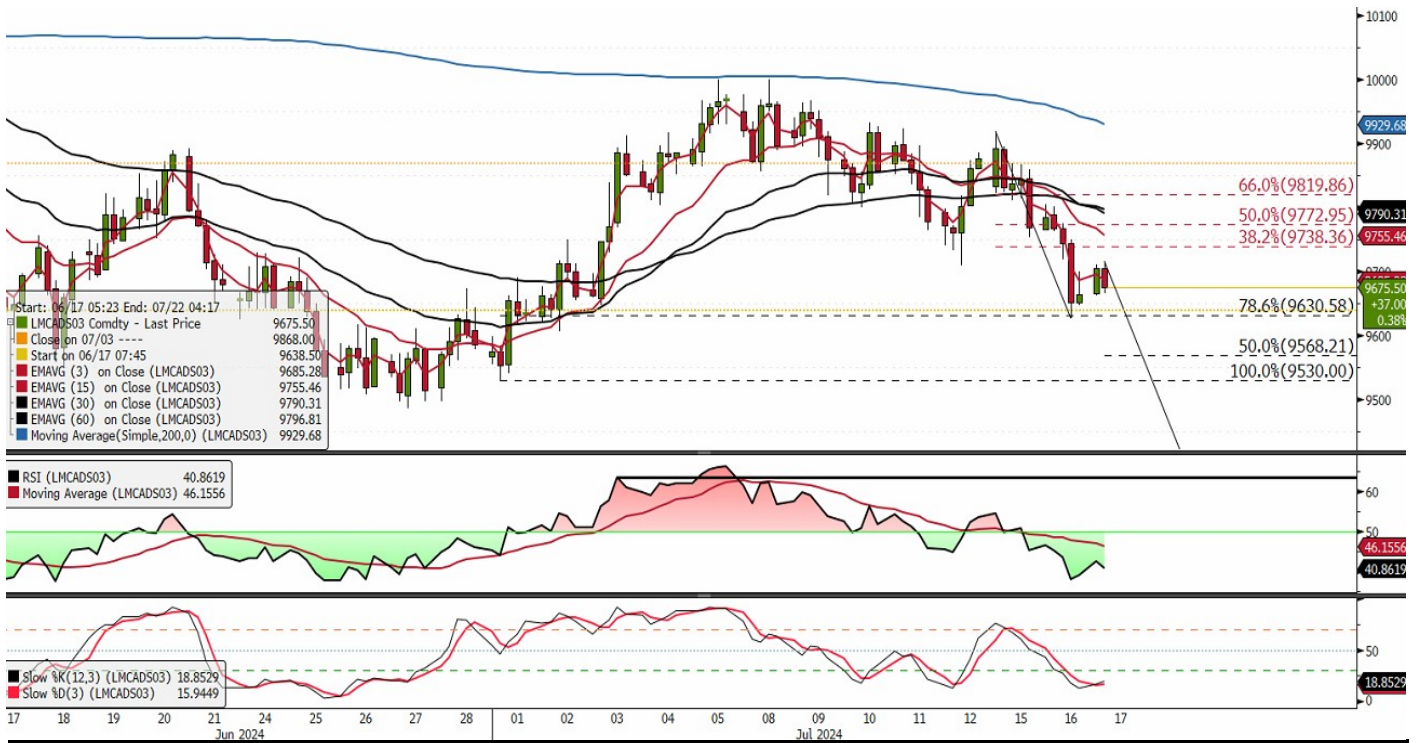 10100
10000
9929.68
9900
66.0%(9819.86)
9790.31
50.0%(9772.95)
9755.46
38.2%(9738.36)
9700
9675.50
+37.00
0.38%
78.6%(9630.58)
9600
50.0%(9568.21)
100.0%(9530.00)
9500
Start: 06/17 05:23 End: 07/22 04:17
LMCADS03 Comdty - Last Price 9675.50
Close on 07/03 ---- 9868.00
Start on 06/17 07:45 9638.50
EMAVG (3) on Close (LMCADS03) 9685.28
EMAVG (15) on Close (LMCADS03) 9755.46
EMAVG (30) on Close (LMCADS03) 9790.31
EMAVG (60) on Close (LMCADS03) 9796.81
Moving Average(Simple,200,0) (LMCADS03) 9929.68
RSI (LMCADS03) 40.8619
Moving Average (LMCADS03) 46.1556
60
50
46.1556
40.8619
Slow %K(12,3) (LMCADS03) 18.8529
Slow %D(3) (LMCADS03) 15.9449
50
18.8529
0
17 18 19 20 21 24 25 26 27 28 01 02 03 04 05 08 09 10 11 12 15 16 17
Jun 2024 Jul 2024